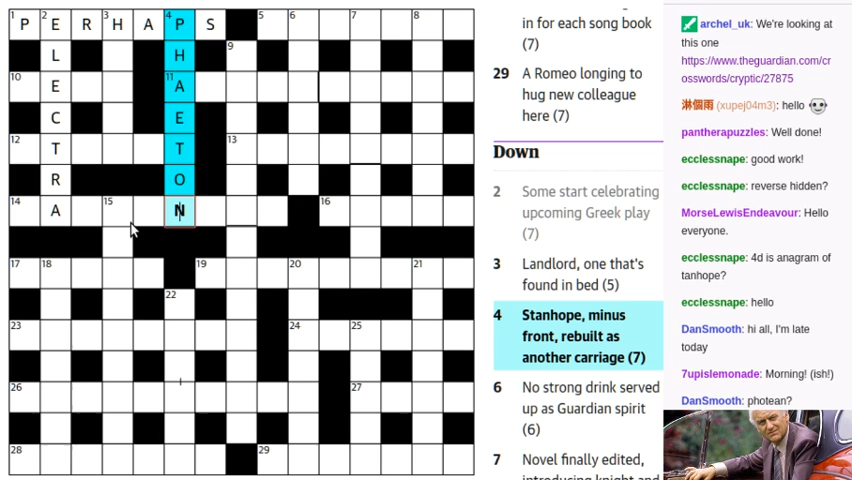 1 P 2 E R 3 H A 4 P S 5 6 7 8
L H 9
10 E 11 A
C E
12 T T 13
R O
14 A 15 N 16
17 18 19 20 21
22
23 24 25
26 27
28 29
in for each song book
(7)
29 A Romeo longing to
hug new colleague
here (7)
Down
2 Some start celebrating
upcoming Greek play
(7)
3 Landlord, one that's
found in bed (5)
4 Stanhope, minus
front, rebuilt as
another carriage (7)
6 No strong drink served
up as Guardian spirit
(6)
7 Novel finally edited,
introducing knight and
archel_uk: We're looking at
this one
https://www.theguardian.com/cr
osswords/cryptic/27875
淋個雨 (xupej04m3): hello
pantherapuzzles: Well done!
ecclessnape: good work!
ecclessnape: reverse hidden?
MorseLewisEndeavour: Hello
everyone.
ecclessnape: 4d is anagram of
tanhope?
ecclessnape: hello
DanSmooth: hi all, I'm late
today
7upislemonade: Morning! (ish!)
DanSmooth: photean?